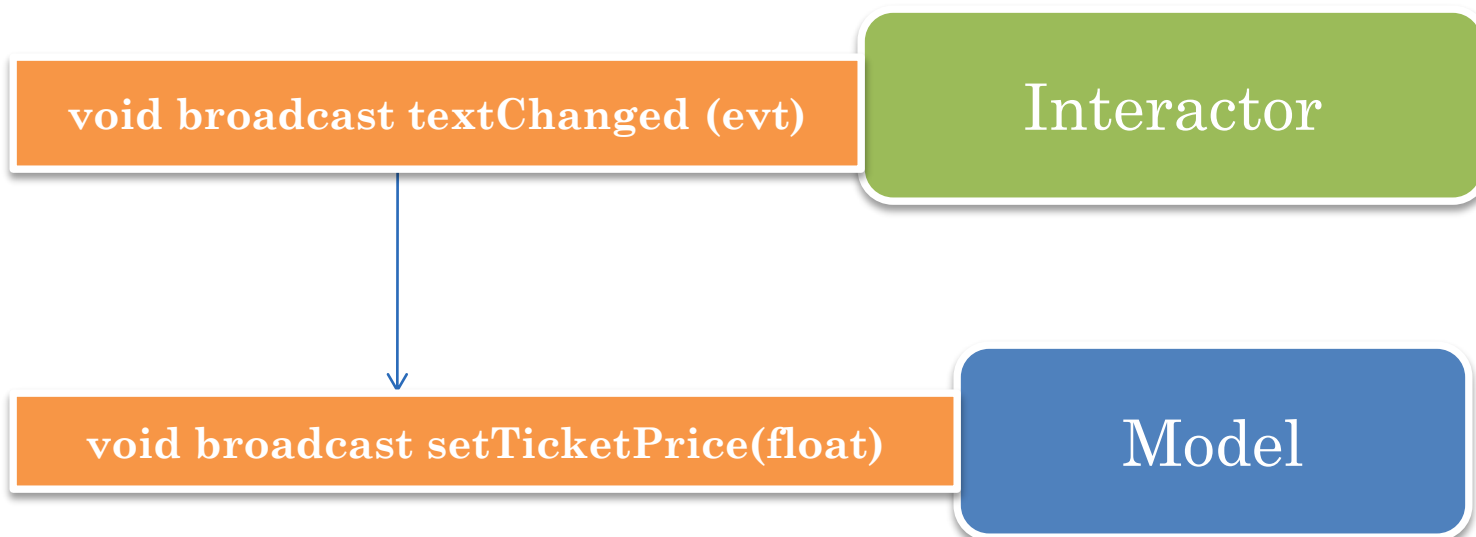 void broadcast textChanged (evt)
Interactor
void broadcast setTicketPrice(float)
Model